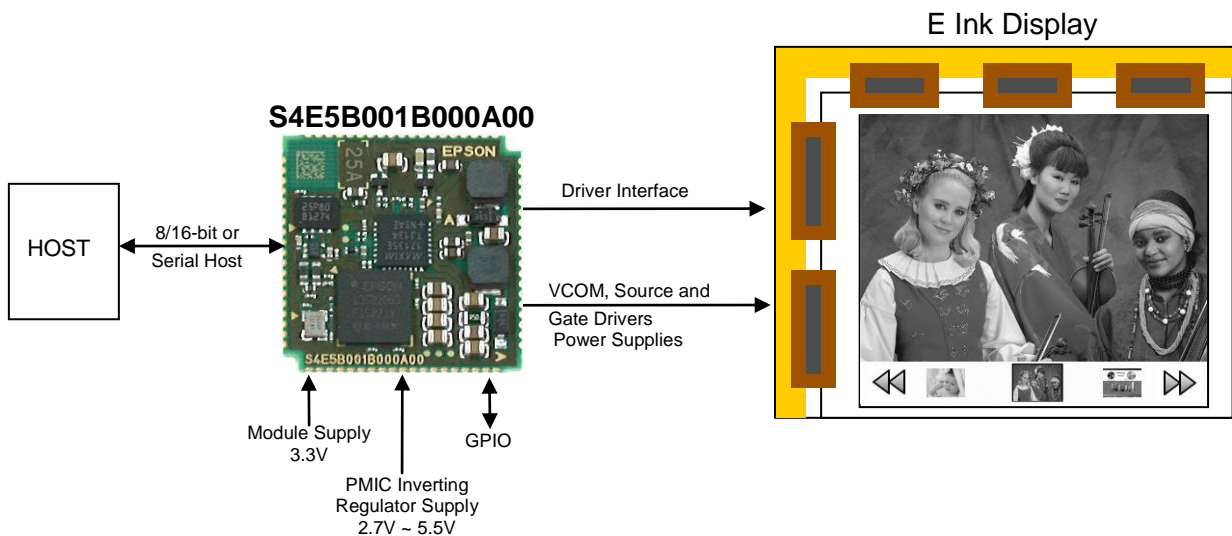 E Ink Display
S4E5B001B000A00
EPSON
25A
25P80
HOST
8/16-bit or
Serial Host
Driver Interface
VCOM, Source and
Gate Drivers
Power Supplies
S4E5B001B000A00
Module Supply
3.3V
GPIO
PMIC Inverting
Regulator Supply
2.7V ~ 5.5V